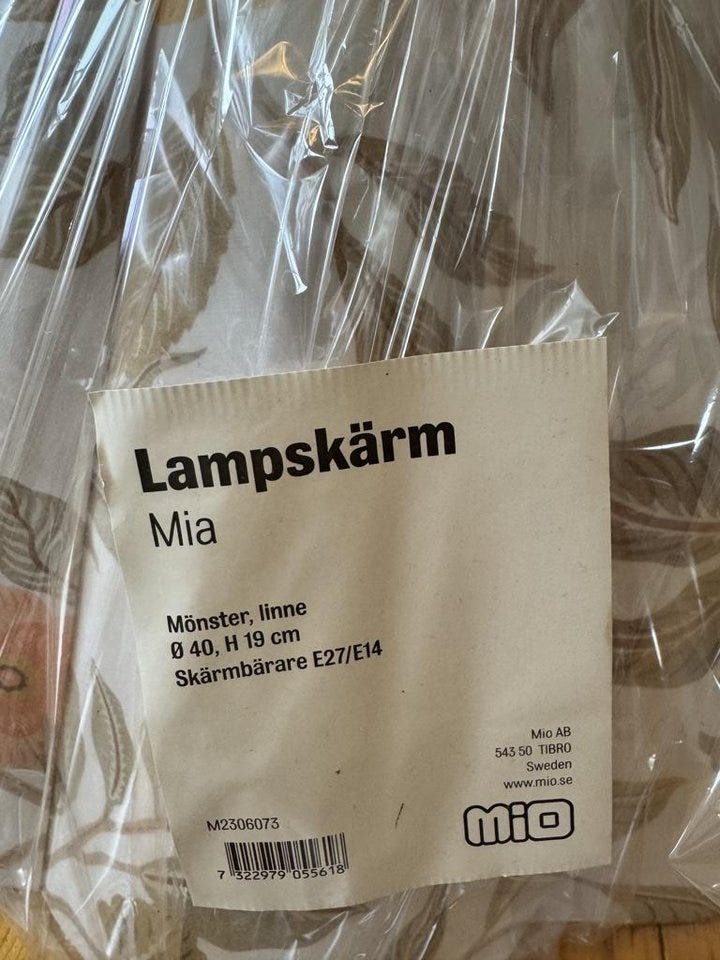 Lampskärm
Mia
Mönster, linne
Ø 40, H 19 cm
Skärmbärare E27/E14
Mio AB
543 50 TIBRO
Sweden
www.mio.se
MiO
M2306073
7 322979 055618